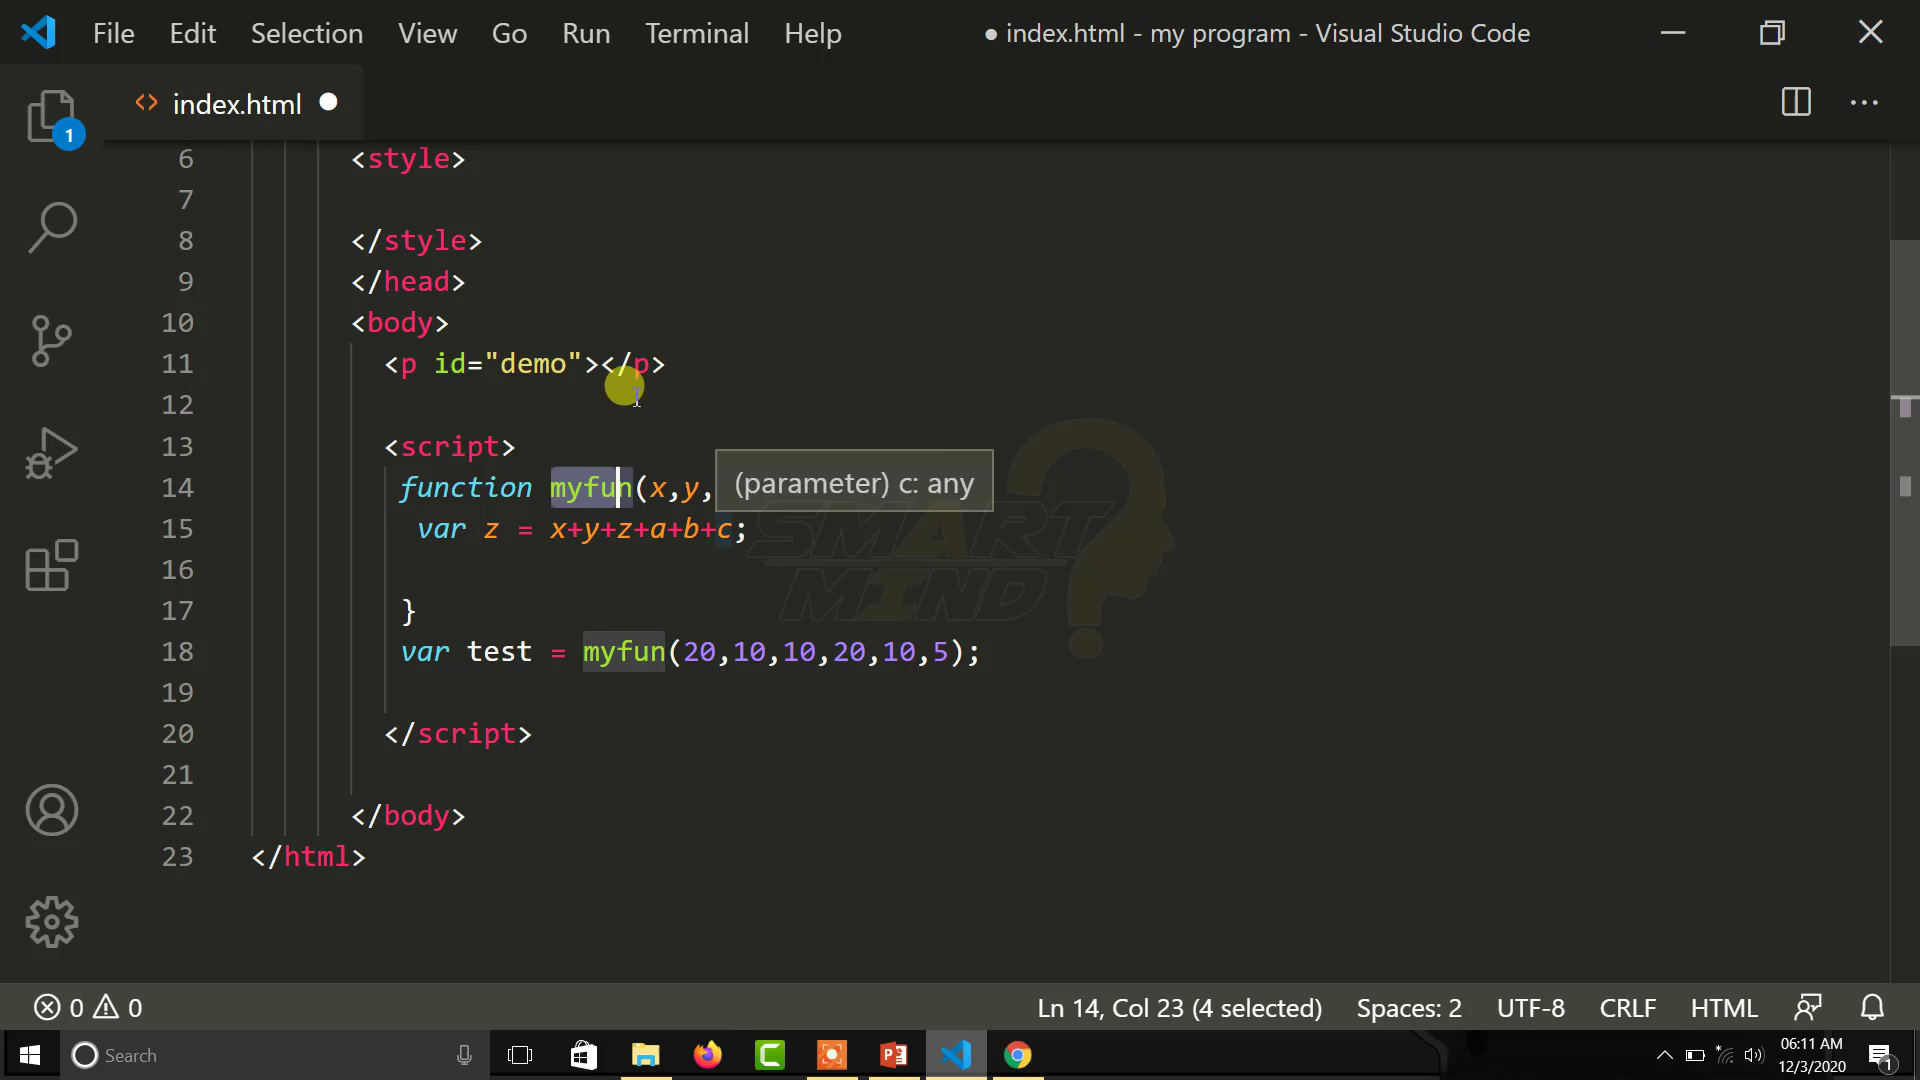 File Edit Selection View Go Run Terminal Help ● index.html - my program - Visual Studio Code
<> index.html ●
1
6 <style>
7
8 </style>
9 </head>
10 <body>
11 <p id="demo"></p>
12
13 <script>
14 function myfun(x,y,
(parameter) c: any
15 var z = x+y+z+a+b+c;
16
17 }
18 var test = myfun(20,10,10,20,10,5);
19
20 </script>
21
22 </body>
23 </html>
SMART
MIND
0 0
Ln 14, Col 23 (4 selected) Spaces: 2 UTF-8 CRLF HTML
Search
06:11 AM
12/3/2020
1